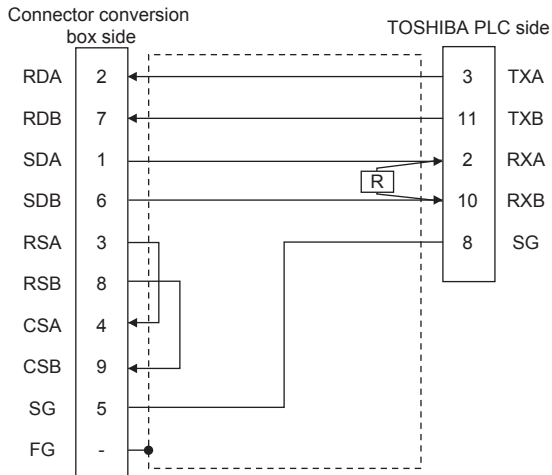 Connector conversion
box side
TOSHIBA PLC side
RDA 2 3 TXA
RDB 7 11 TXB
SDA 1 2 RXA
R
SDB 6 10 RXB
RSA 3 8 SG
RSB 8
CSA 4
CSB 9
SG 5
FG -